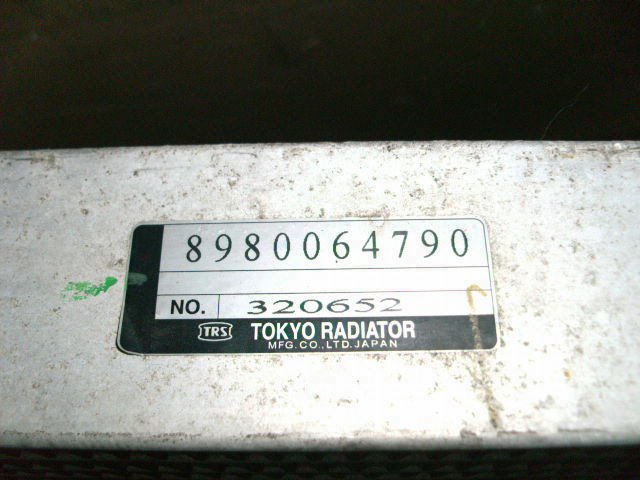 8980064790
NO. 320652
TRS TOKYO RADIATOR
MFG.CO.,LTD.JAPAN